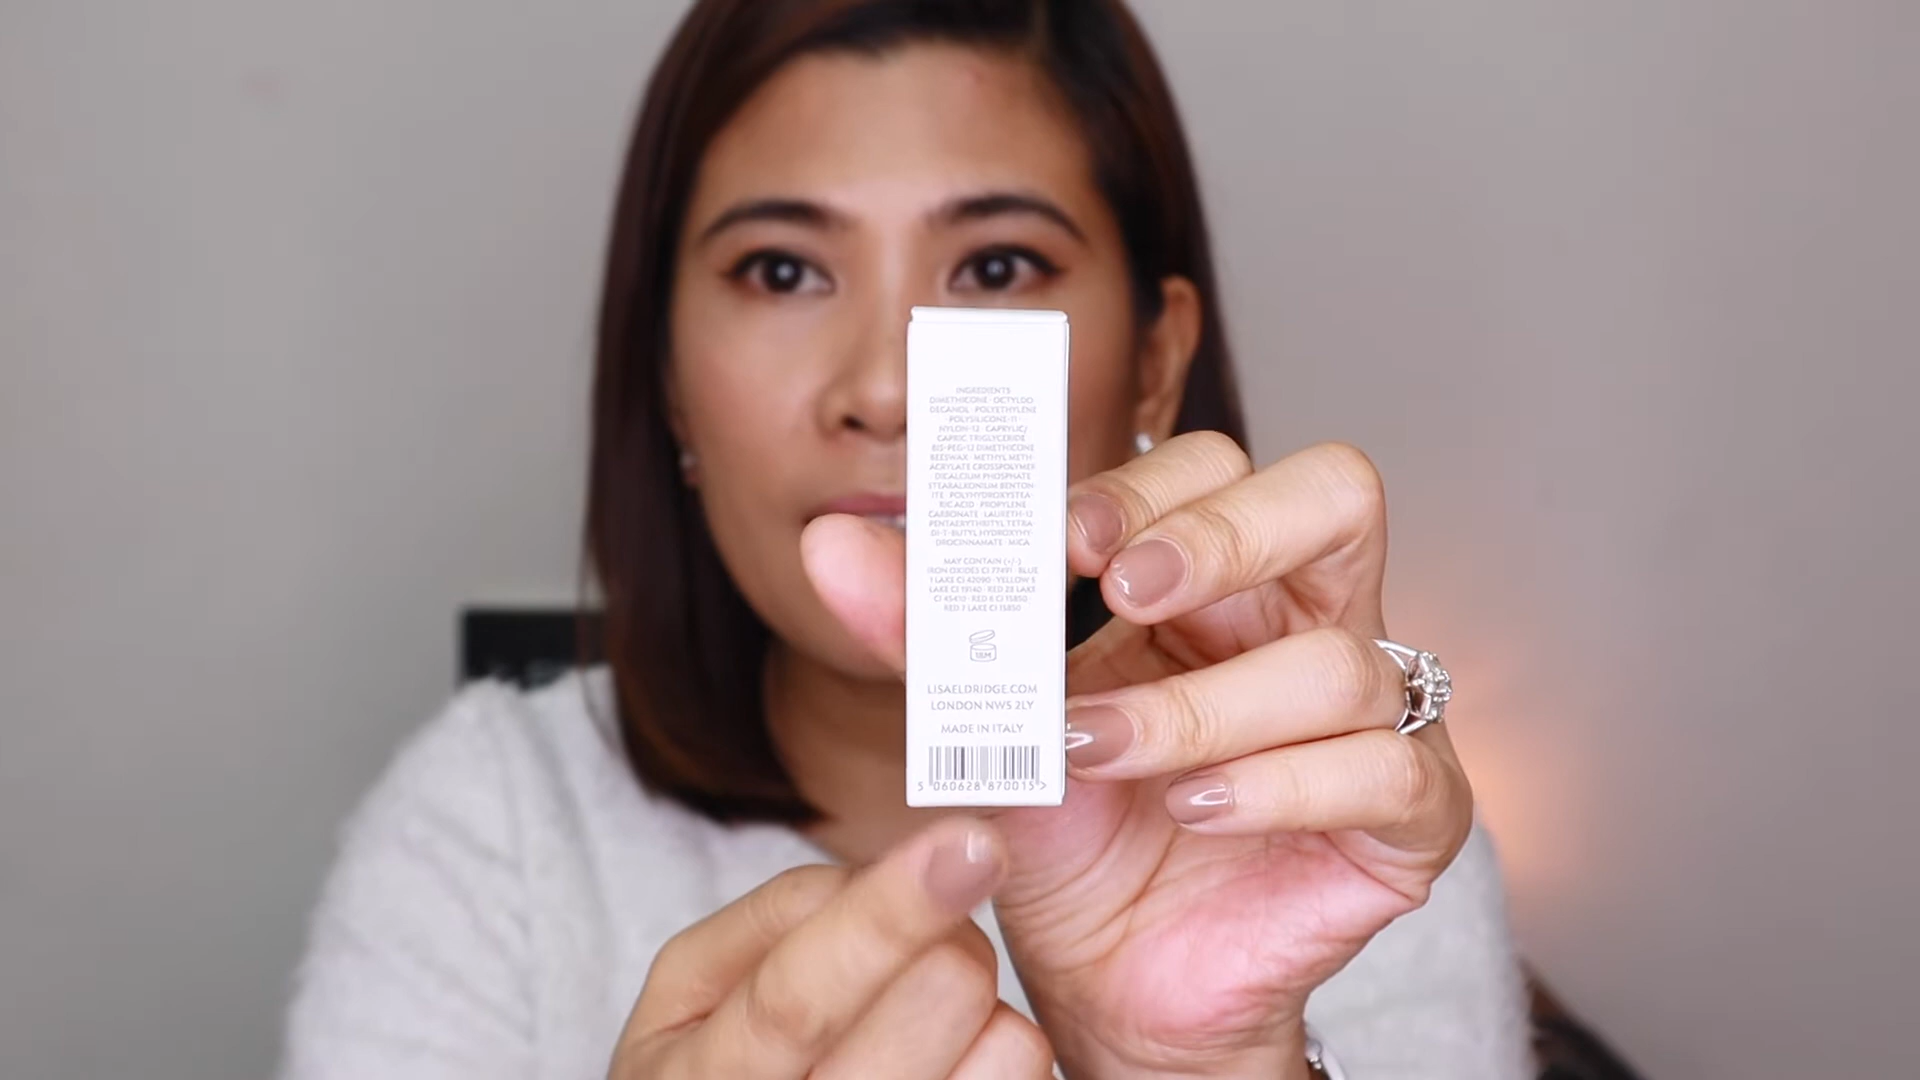 INGREDIENTS
DIMETHICONE · OCTYLDO
DECANOL · POLYETHYLENE
· POLYSILICONE-11 ·
NYLON-12 · CAPRYLIC/
CAPRIC TRIGLYCERIDE
BIS-PEG-12 DIMETHICONE
BEESWAX · METHYL METH-
ACRYLATE CROSSPOLYMER
· DICALCIUM PHOSPHATE ·
STEARALKONIUM BENTON-
ITE · POLYHYDROXYSTEA-
RIC ACID · PROPYLENE
CARBONATE · LAURETH-12
PENTAERYTHRITYL TETRA-
DI-T-BUTYL HYDROXYHY-
DROCINNAMATE · MICA
MAY CONTAIN (+/-)
IRON OXIDES CI 77491 · BLUE
1 LAKE CI 42090 · YELLOW 5
LAKE CI 19140 · RED 28 LAKE
CI 45410 · RED 6 CI 15850 ·
RED 7 LAKE CI 15850
18M
LISAELDRIDGE.COM
LONDON NW5 2LY
MADE IN ITALY
5 060628 870015 >